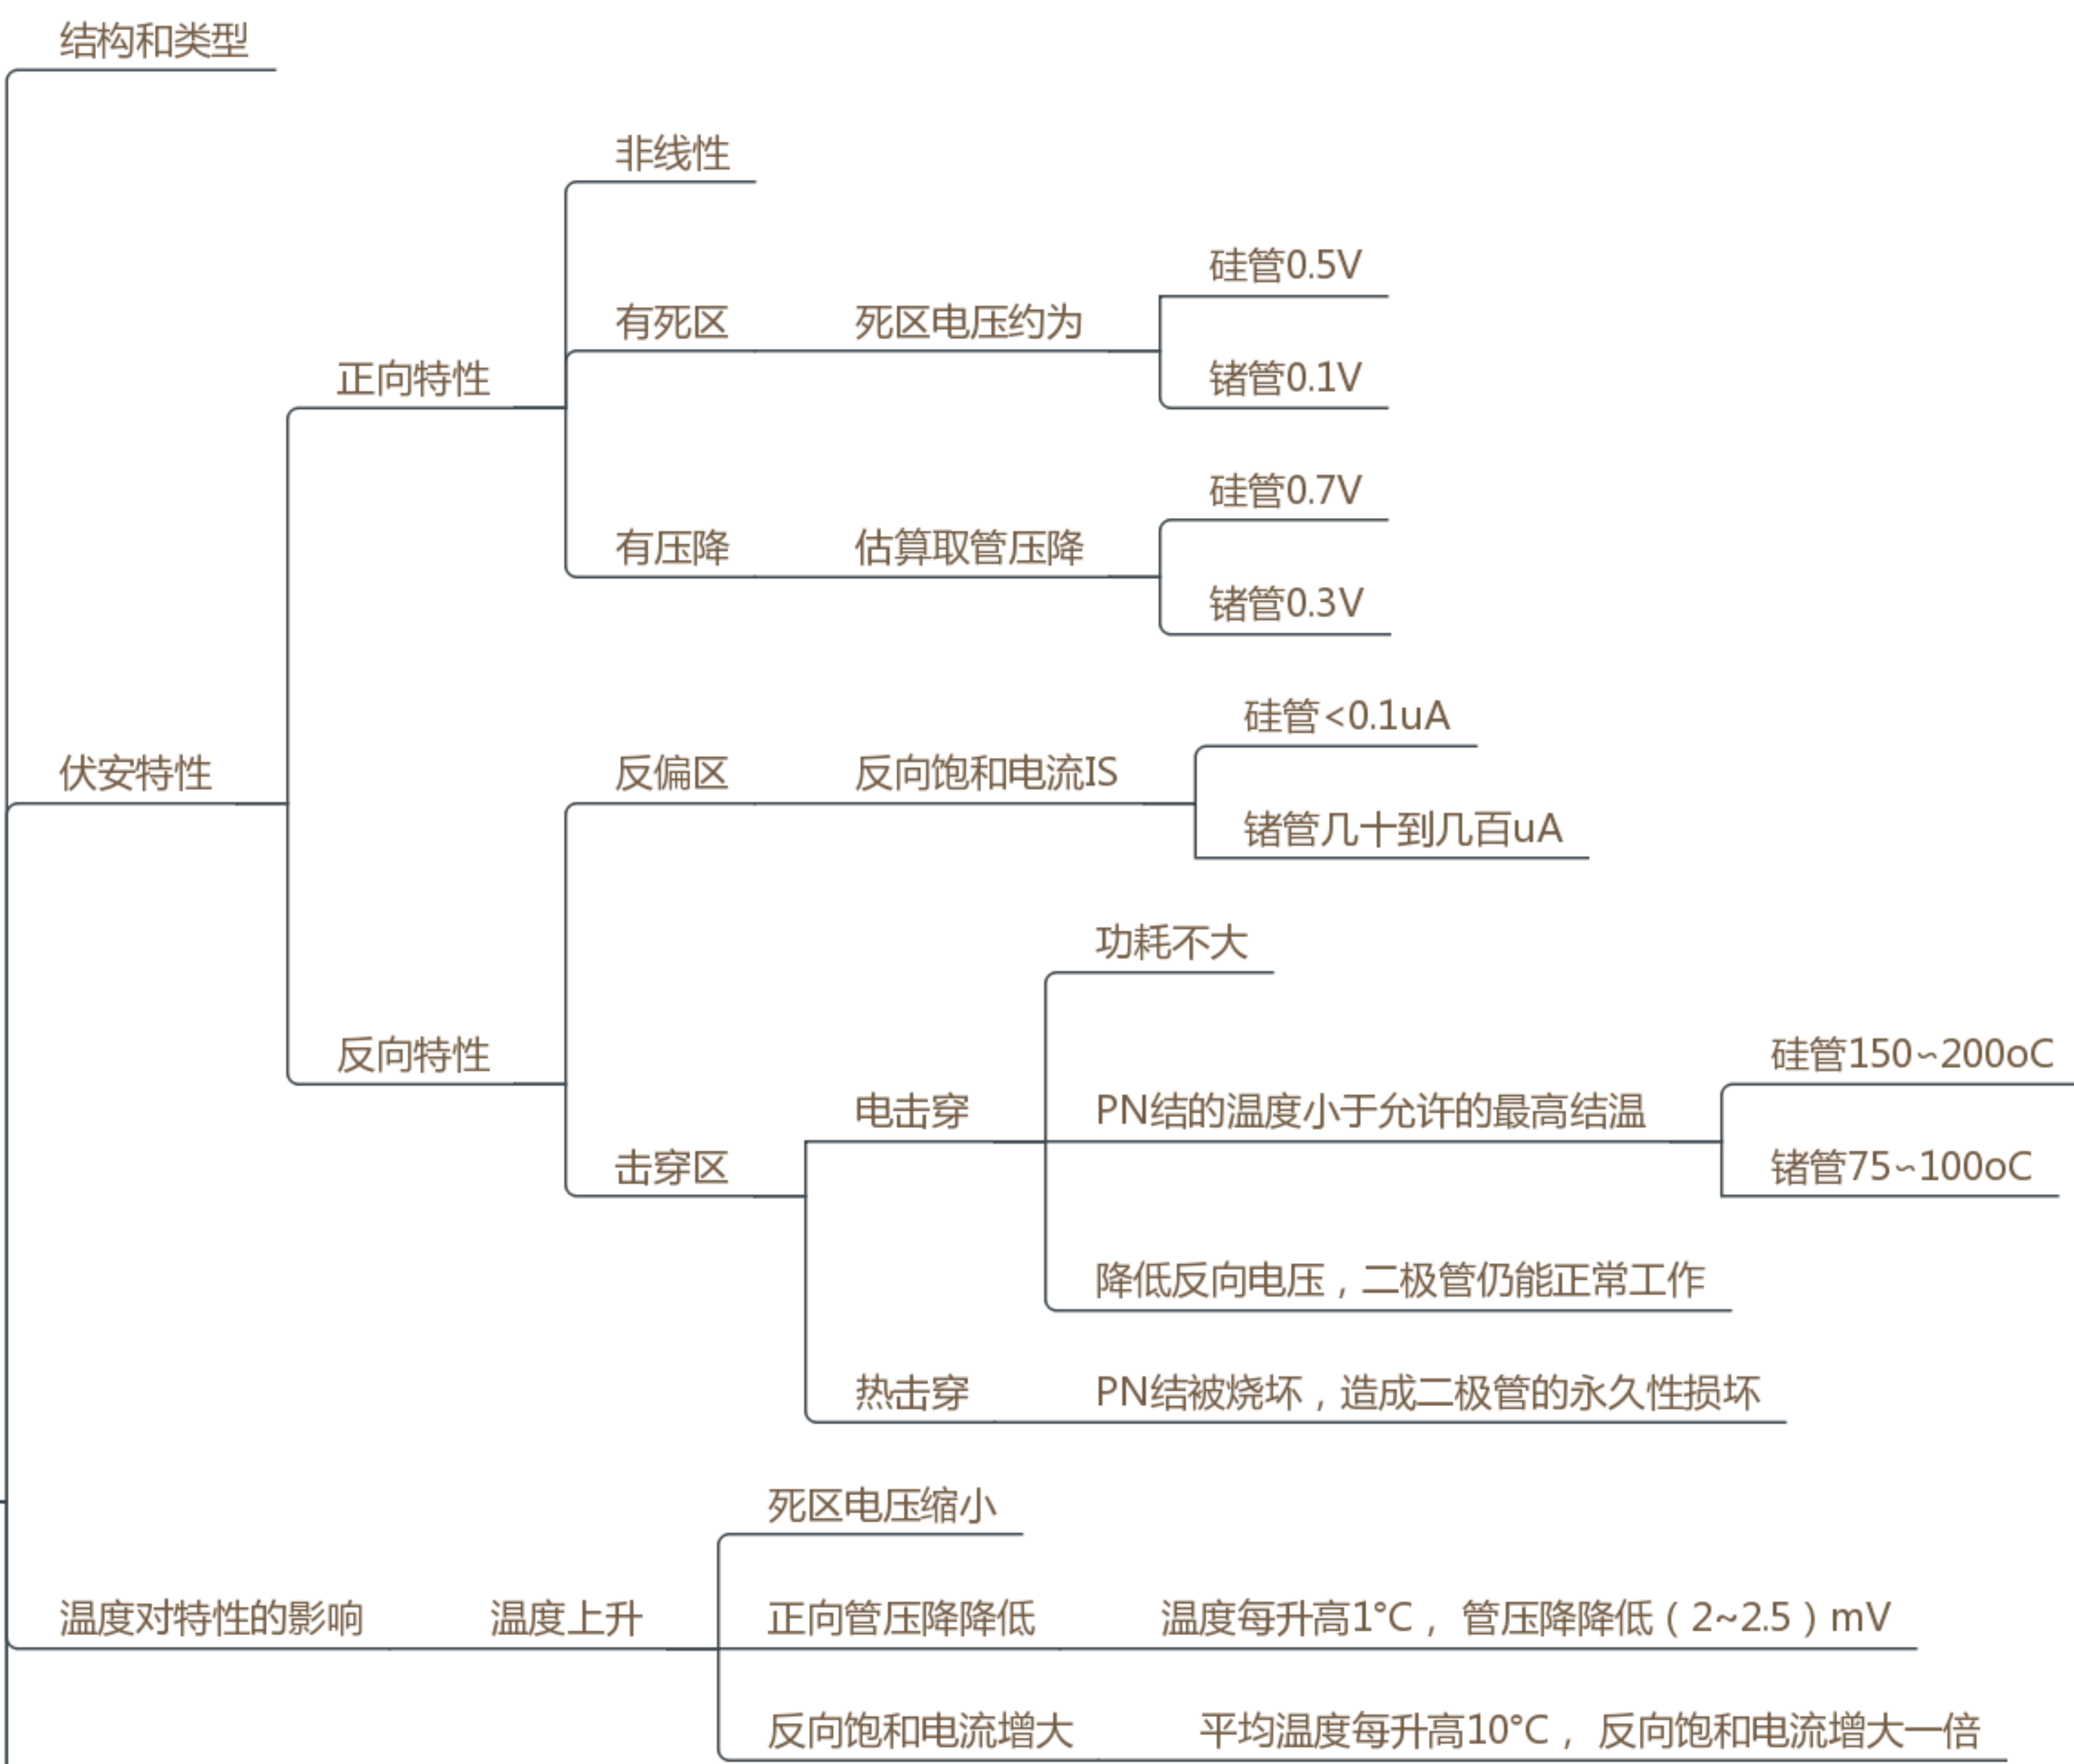 结构和类型
非线性
硅管0.5V
有死区
死区电压约为
锗管0.1V
正向特性
硅管0.7V
有压降
估算取管压降
锗管0.3V
硅管<0.1uA
伏安特性
反偏区
反向饱和电流IS
锗管几十到几百uA
功耗不大
反向特性
硅管150~200oC
电击穿
PN结的温度小于允许的最高结温
击穿区
锗管75~100oC
降低反向电压，二极管仍能正常工作
热击穿
PN结被烧坏，造成二极管的永久性损坏
死区电压缩小
温度对特性的影响
温度上升
正向管压降降低
温度每升高1°C， 管压降降低（2~2.5）mV
反向饱和电流增大
平均温度每升高10°C， 反向饱和电流增大一倍